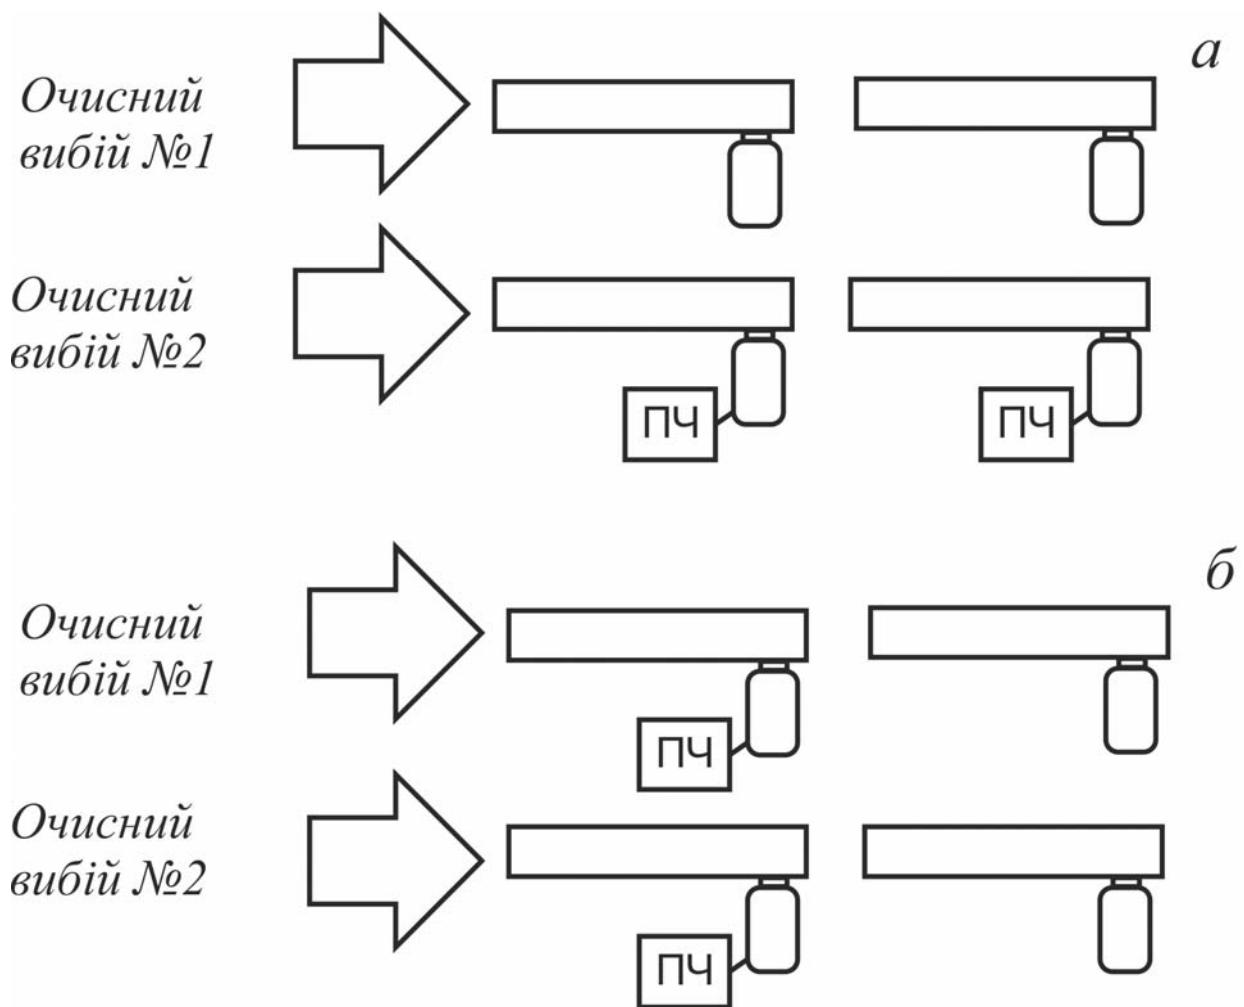 а
Очисний
вибій №1
Очисний
вибій №2
ПЧ ПЧ
б
Очисний
вибій №1
ПЧ
Очисний
вибій №2
ПЧ